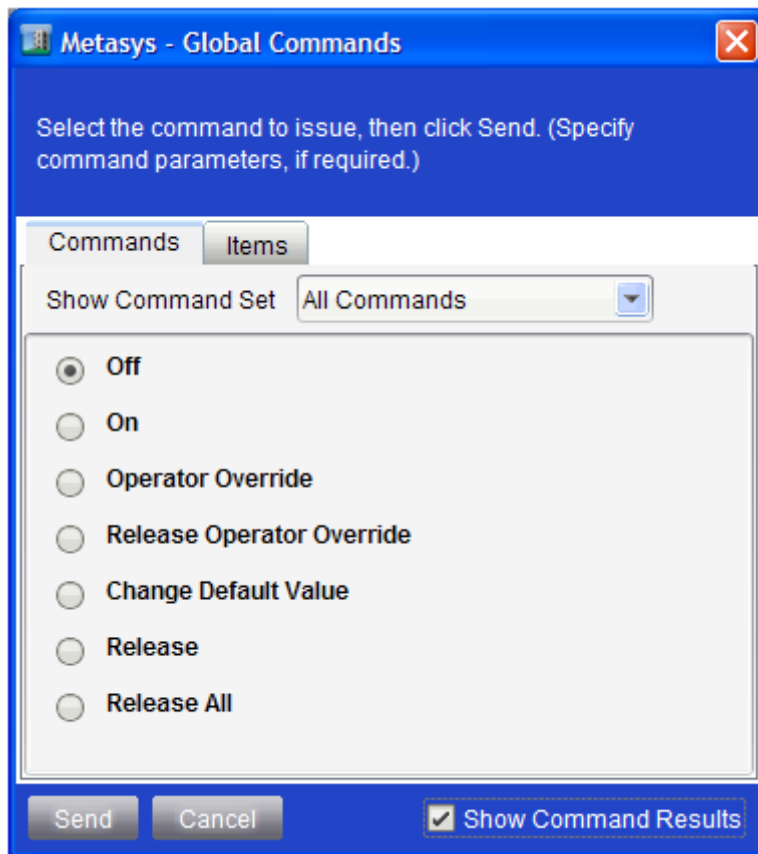 Metasys - Global Commands
Select the command to issue, then click Send. (Specify
command parameters, if required.)
Commands
Items
Show Command Set
All Commands
Off
On
Operator Override
Release Operator Override
Change Default Value
Release
Release All
Send
Cancel
Show Command Results